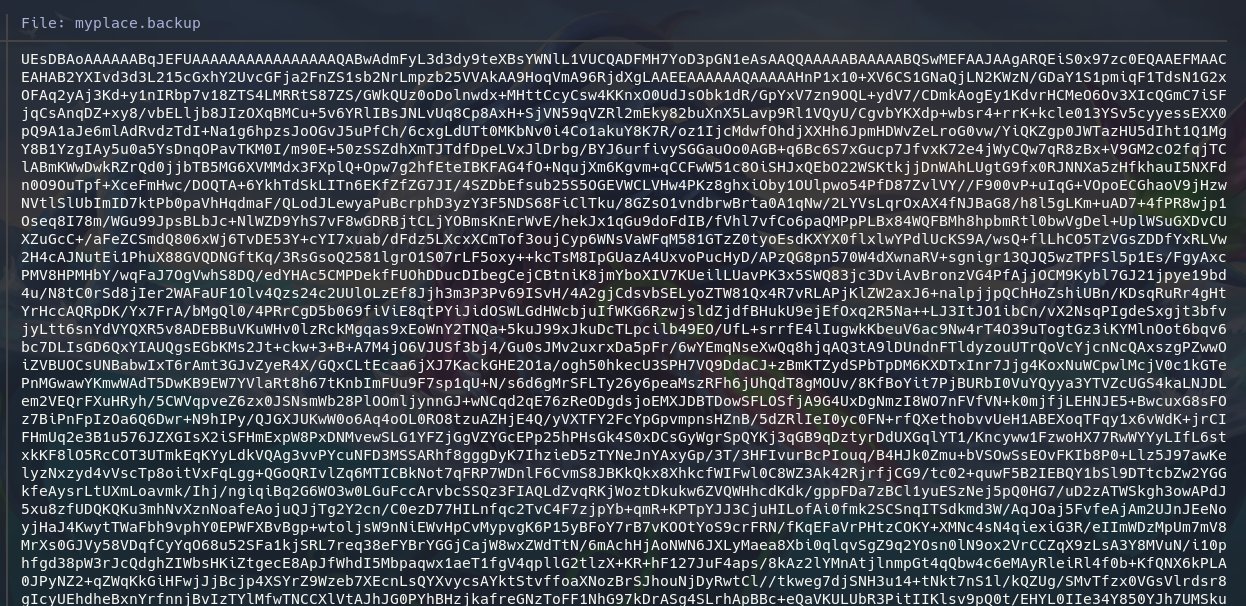 File: myplace.backup
UEsDBAoAAAAAABqJEFUAAAAAAAAAAAAAAAAQABwAdmFyL3d3dy9teXBsYWNlL1VUCQADFMH7YoD3pGN1eAsAAQQAAAAABAAAAABQSwMEFAAJAAgARQEiS0x97zc0EQAAEFMAAC
EAHAB2YXIvd3d3L215cGxhY2UvcGFja2FnZS1sb2NrLmpzb25VVAkAA9HoqVmA96RjdXgLAAEEAAAAAAQAAAAAHnP1x10+XV6CS1GNaQjLN2KWzN/GDaY1S1pmiqF1TdsN1G2x
OFAq2yAj3Kd+y1nIRbp7v18ZTS4LMRRtS87ZS/GWkQUz0oDolnwdx+MHttCcyCsw4KKnxO0UdJsObk1dR/GpYxV7zn9OQL+ydV7/CDmkAogEy1KdvrHCMeO6Ov3XIcQGmC7iSF
jqCsAnqDZ+xy8/vbELljb8JIzOXqBMCu+5v6YRlIBsJNLVUq8Cp8AxH+SjVN59qVZRl2mEky82buXnX5Lavp9Rl1VQyU/CgvbYKXdp+wbsr4+rrK+kcle013YSv5cyyessEXX0
pQ9A1aJe6mlAdRvdzTdI+Na1g6hpzsJoOGvJ5uPfCh/6cxgLdUTt0MKbNv0i4Co1akuY8K7R/oz1IjcMdwfOhdjXXHh6JpmHDWvZeLroG0vw/YiQKZgp0JWTazHU5dIht1Q1Mg
Y8B1YzgIAy5u0a5YsDnqOPavTKM0I/m90E+50zSSZdhXmTJTdfDpeLVxJlDrbg/BYJ6urfivySGGauOo0AGB+q6Bc6S7xGucp7JfvxK72e4jWyCQw7qR8zBx+V9GM2cO2fqjTC
lABmKWwDwkRZrQd0jjbTB5MG6XVMMdx3FXplQ+Opw7g2hfEteIBKFAG4fO+NqujXm6Kgvm+qCCFwW51c8OiSHJxQEbO22WSKtkjjDnWAhLUgtG9fx0RJNNXa5zHfkhauI5NXFd
n0O9OuTpf+XceFmHwc/DOQTA+6YkhTdSkLITn6EKfZfZG7JI/4SZDbEfsub25S5OGEVWCLVHw4PKz8ghxiOby1OUlpwo54PfD87ZvlVY//F900vP+uIqG+VOpoECGhaoV9jHzw
NVtlSlUbImID7ktPb0paVhHqdmaF/QLodJLewyaPuBcrphD3yzY3F5NDS68FiClTku/8GZsO1vndbrwBrta0A1qNw/2LYVsLqrOxAX4fNJBaG8/h8l5gLKm+uAD7+4fPR8wjp1
Oseq8I78m/WGu99JpsBLbJc+NlWZD9YhS7vF8wGDRBjtCLjYOBmsKnErWvE/hekJx1qGu9doFdIB/fVhl7vfCo6paQMPpPLBx84WQFBMh8hpbmRtl0bwVgDel+UplWSuGXDvCU
XZuGcC+/aFeZCSmdQ806xWj6TvDE53Y+cYI7xuab/dFdz5LXcxXCmTof3oujCyp6WNsVaWFqM581GTzZ0tyoEsdKXYX0flxlwYPdlUcKS9A/wsQ+flLhCO5TzVGsZDDfYxRLVw
2H4cAJNutEi1PhuX88GVQDNGftKq/3RsGsoQ2581lgrO1S07rLF5oxy++kcTsM8IpGUazA4UxvoPucHyD/APzQG8pn570W4dXwnaRV+sgnigr13QJQ5wzTPFSl5p1Es/FgyAxc
PMV8HPMHbY/wqFaJ7OgVwhS8DQ/edYHAc5CMPDekfFUOhDDucDIbegCejCBtniK8jmYboXIV7KUeilLUavPK3x5SWQ83jc3DviAvBronzVG4PfAjjOCM9Kybl7GJ21jpye19bd
4u/N8tC0rSd8jIer2WAFaUF1Olv4Qzs24c2UUlOLzEf8Jjh3m3P3Pv69ISvH/4A2gjCdsvbSELyoZTW81Qx4R7vRLAPjKlZW2axJ6+nalpjjpQChHoZshiUBn/KDsqRuRr4gHt
YrHccAQRpDK/Yx7FrA/bMgQl0/4PRrCgD5b069fiViE8qtPYiJidOSWLGdHWcbjuIfWKG6RzwjsldZjdfBHukU9ejEfOxq2R5Na++LJ3ItJO1ibCn/vX2NsqPIgdeSxgjt3bfv
jyLtt6snYdVYQXR5v8ADEBBuVKuWHv0lzRckMgqas9xEoWnY2TNQa+5kuJ99xJkuDcTLpcilb49EO/UfL+srrfE4lIugwkKbeuV6ac9Nw4rT4O39uTogtGz3iKYMlnOot6bqv6
bc7DLIsGD6QxYIAUQgsEGbKMs2Jt+ckw+3+B+A7M4jO6VJUSf3bj4/Gu0sJMv2uxrxDa5pFr/6wYEmqNseXwQq8hjqAQ3tA9lDUndnFTldyzouUTrQoVcYjcnNcQAxszgPZwwO
iZVBUOCsUNBabwIxT6rAmt3GJvZyeR4X/GQxCLtEcaa6jXJ7KackGHE2O1a/ogh50hkecU3SPH7VQ9DdaCJ+zBmKTZydSPbTpDM6KXDTxInr7Jjg4KoxNuWCpwlMcjV0c1kGTe
PnMGwawYKmwWAdT5DwKB9EW7YVlaRt8h67tKnbImFUu9F7sp1qU+N/s6d6gMrSFLTy26y6peaMszRFh6jUhQdT8gMOUv/8KfBoYit7PjBURbI0VuYQyya3YTVZcUGS4kaLNJDL
em2VEQrFXuHRyh/5CWVqpveZ6zx0JSNsmWb28PlOOmljynnGJ+wNCqd2qE76zReODgdsjoEMXJDBTDowSFLOSfjA9G4UxDgNmzI8WO7nFVfVN+k0mjfjLEHNJE5+BwcuxG8sFO
z7BiPnFpIzOa6Q6Dwr+N9hIPy/QJGXJUKwW0o6Aq4oOL0RO8tzuAZHjE4Q/yVXTFY2FcYpGpvmpnsHZnB/5dZRlIeI0yc0FN+rfQXethobvvUeH1ABEXoqTFqy1x6vWdK+jrCI
FHmUq2e3B1u576JZXGIsX2iSFHmExpW8PxDNMvewSLG1YFZjGgVZYGcEPp25hPHsGk4S0xDCsGyWgrSpQYKj3qGB9qDztyrDdUXGqlYT1/Kncyww1FzwoHX77RwWYYyLIfL6st
xkKF8lO5RcCOT3UTmkEqKYyLdkVQAg3vvPYcuNFD3MSSARhf8gggDyK7IhzieD5zTYNeJnYAxyGp/3T/3HFIvurBcPIouq/B4HJk0Zmu+bVSOwSsEOvFKIb8P0+Llz5J97awKe
lyzNxzyd4vVscTp8oitVxFqLgg+QGoQRIvlZq6MTICBkNot7qFRP7WDnlF6CvmS8JBKkQkx8XhkcfWIFwl0C8WZ3Ak42RjrfjCG9/tc02+quwF5B2IEBQY1bSl9DTtcbZw2YGG
kfeAysrLtUXmLoavmk/Ihj/ngiqiBq2G6WO3w0LGuFccArvbcSSQz3FIAQLdZvqRKjWoztDkukw6ZVQWHhcdKdk/gppFDa7zBCl1yuESzNej5pQ0HG7/uD2zATWSkgh3owAPdJ
5xu8zfUDQKQKu3mhNvXznNoafeAojuQJjTg2Y2cn/C0ezD77HILnfqc2TvC4F7zjpYb+qmR+KPTpYJJ3CjuHILofAi0fmk2SCSnqITSdkmd3W/AqJOaj5FvfeAjAm2UJnJEeNo
yjHaJ4KwytTWaFbh9vphY0EPWFXBvBgp+wtoljsW9nNiEWvHpCvMypvgK6P15yBFoY7rB7vKOOtYoS9crFRN/fKqEFaVrPHtzCOKY+XMNc4sN4qiexiG3R/eIImWDzMpUm7mV8
MrXs0GJVy58VDqfCyYqO68u52SFa1kjSRL7req38eFYBrYGGjCajW8wxZWdTtN/6mAchHjAoNWN6JXLyMaea8Xbi0qlqvSgZ9q2YOsn0lN9ox2VrCCZqX9zLsA3Y8MVuN/i10p
hfgd38pW3rJcQdghZIWbsHKiZtgecE8ApJfWhdI5Mbpaqwx1aeT1fgV4qpllG2tlzX+KR+hF127JuF4aps/8kAz2lYMnAtjlnmpGt4qQbw4c6eMAyRleiRl4f0b+KfQNX6kPLA
0JPyNZ2+qZWqKkGiHFwjJjBcjp4XSYrZ9Wzeb7XEcnLsQYXvycsAYktStvffoaXNozBrSJhouNjDyRwtCl//tkweg7djSNH3u14+tNkt7nS1l/kQZUg/SMvTfzx0VGsVlrdsr8
gIcyUEhdheBxnYrfnnjBvIzTYlMfwTNCCXlVtAJhJG0PYhBHzjkafreGNzToFF1NhG97kDrASg4SLrhApBBc+eQaVKULUbR3PitIIKlsv9pQ0t/EHYL0IIe34Y850YJh7UMSku